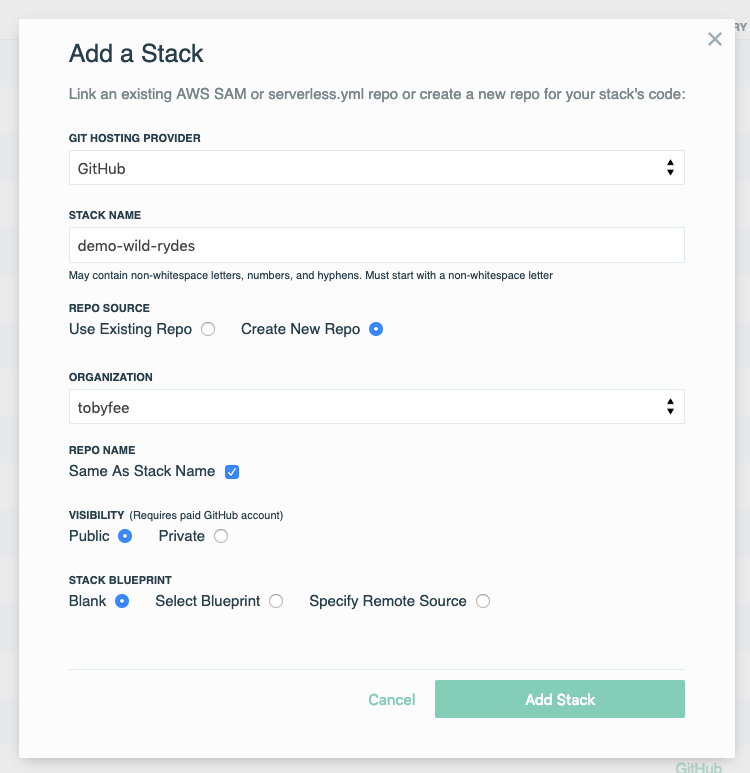 RY
Add a Stack
Link an existing AWS SAM or serverless.yml repo or create a new repo for your stack's code:
GIT HOSTING PROVIDER
GitHub
STACK NAME
demo-wild-rydes
May contain non-whitespace letters, numbers, and hyphens. Must start with a non-whitespace letter
REPO SOURCE
Use Existing Repo Create New Repo
ORGANIZATION
tobyfee
REPO NAME
Same As Stack Name
VISIBILITY (Requires paid GitHub account)
Public Private
STACK BLUEPRINT
Blank Select Blueprint Specify Remote Source
Cancel Add Stack
GitHub